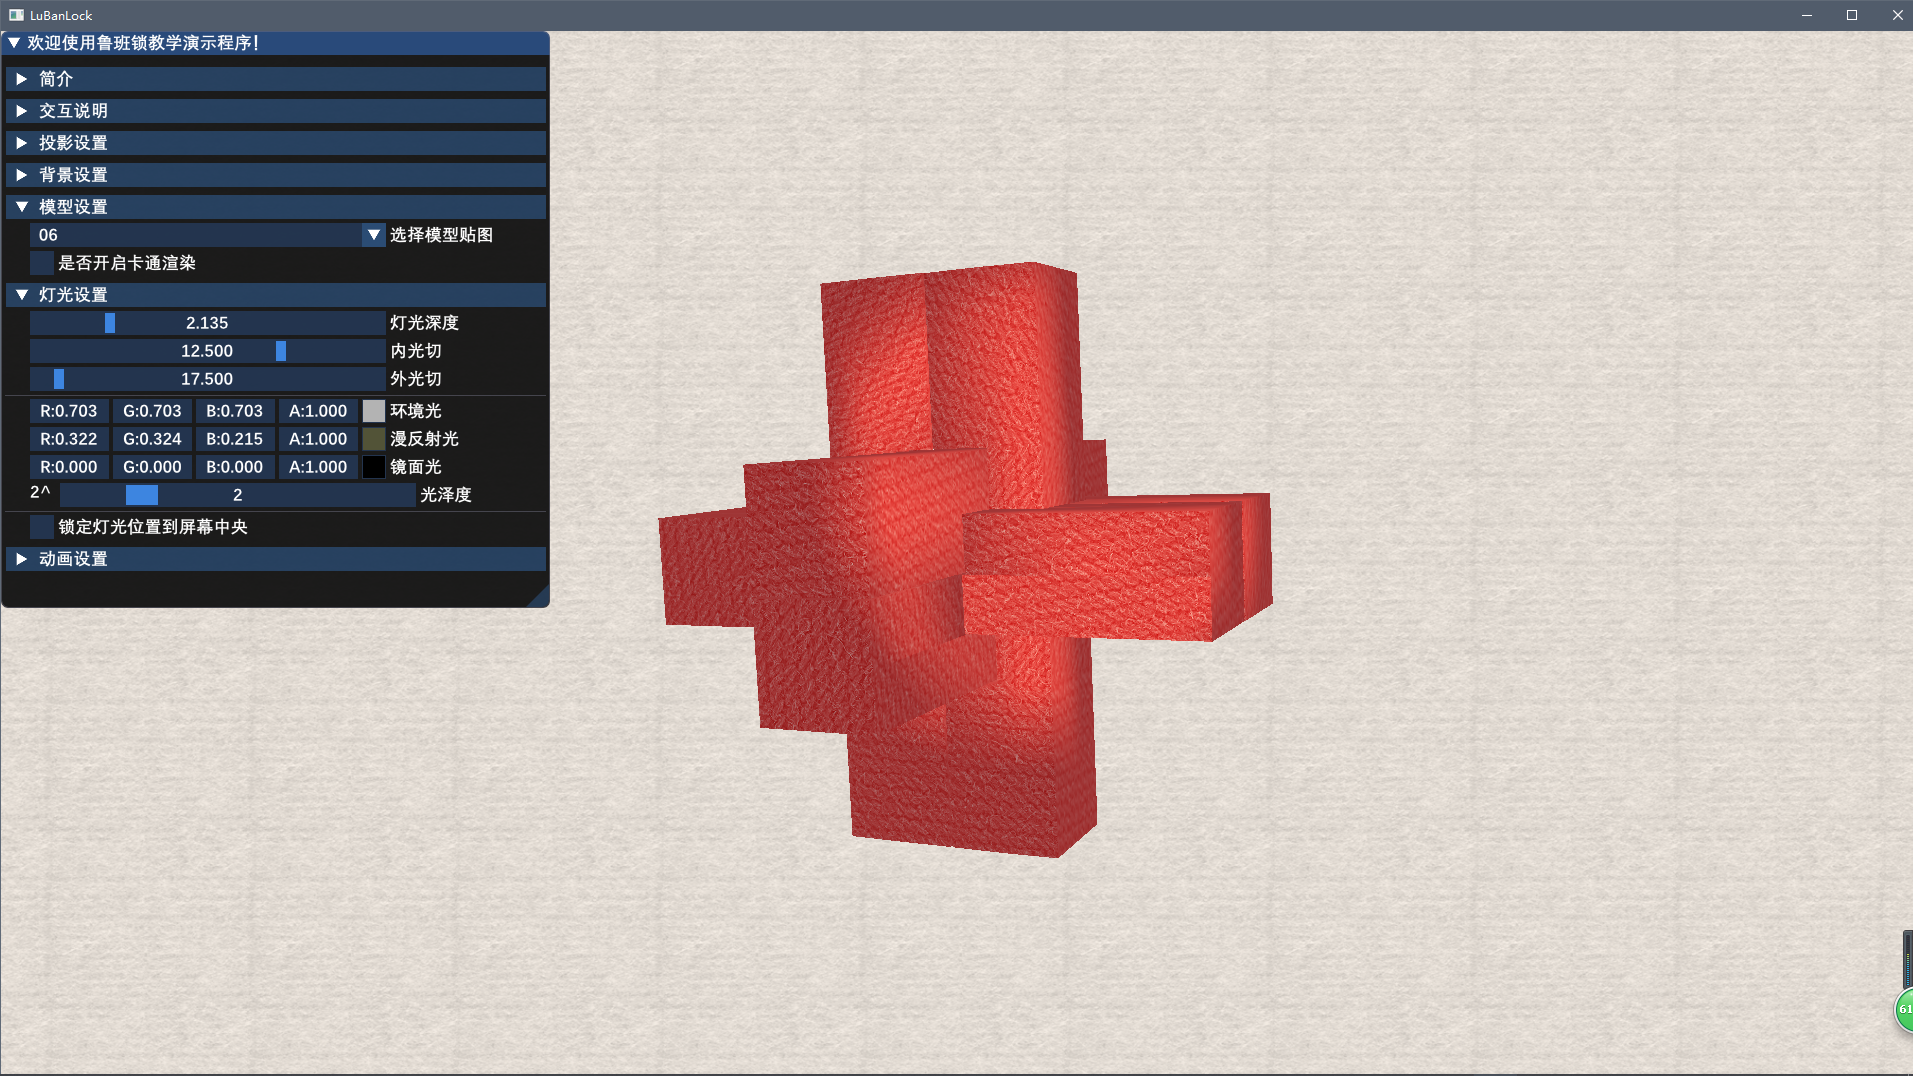 LuBanLock
欢迎使用鲁班锁教学演示程序!
简介
交互说明
投影设置
背景设置
模型设置
06 选择模型贴图
是否开启卡通渲染
灯光设置
2.135 灯光深度
12.500 内光切
17.500 外光切
R:0.703 G:0.703 B:0.703 A:1.000 环境光
R:0.322 G:0.324 B:0.215 A:1.000 漫反射光
R:0.000 G:0.000 B:0.000 A:1.000 镜面光
2^ 2 光泽度
锁定灯光位置到屏幕中央
动画设置
61